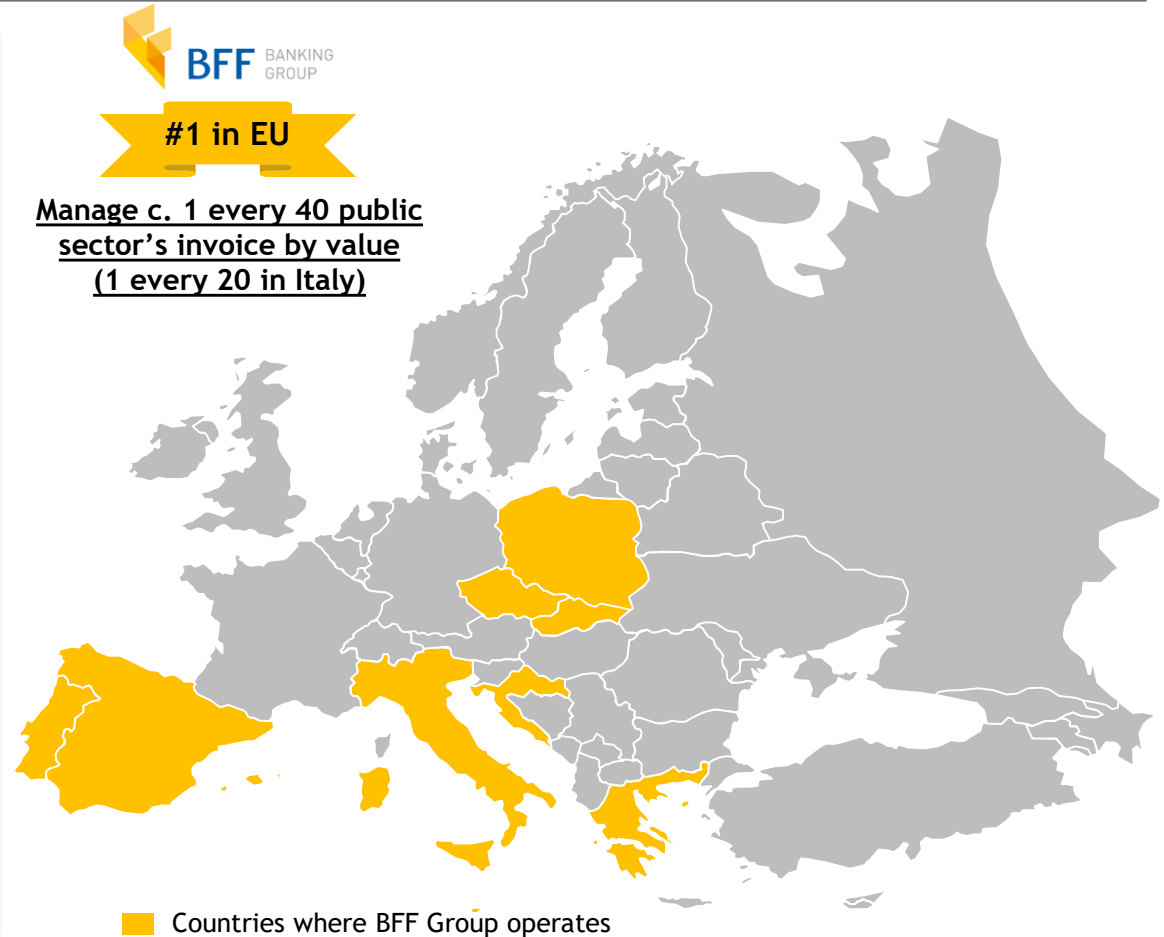 BFF BANKING GROUP
#1 in EU
Manage c. 1 every 40 public
sector’s invoice by value
(1 every 20 in Italy)
Countries where BFF Group operates